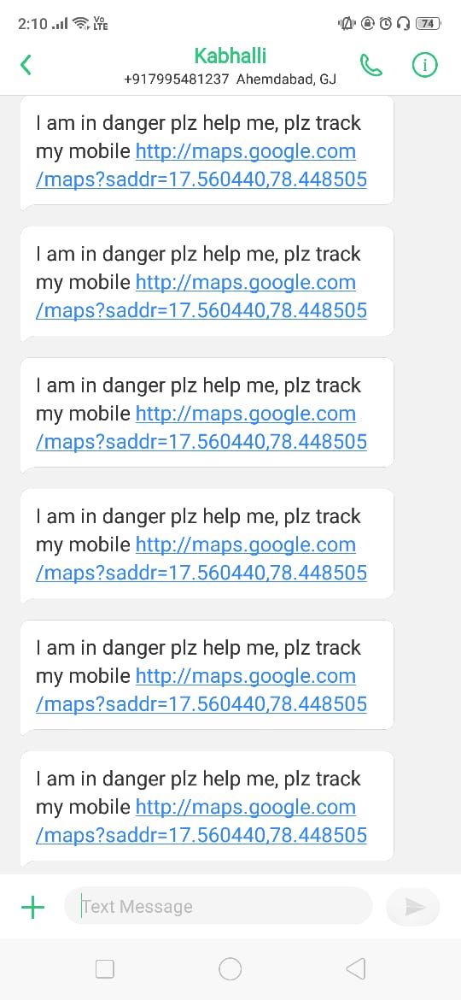 2:10 Vo LTE 74
Kabhalli
+917995481237 Ahemdabad, GJ
I am in danger plz help me, plz track
my mobile http://maps.google.com
/maps?saddr=17.560440,78.448505
I am in danger plz help me, plz track
my mobile http://maps.google.com
/maps?saddr=17.560440,78.448505
I am in danger plz help me, plz track
my mobile http://maps.google.com
/maps?saddr=17.560440,78.448505
I am in danger plz help me, plz track
my mobile http://maps.google.com
/maps?saddr=17.560440,78.448505
I am in danger plz help me, plz track
my mobile http://maps.google.com
/maps?saddr=17.560440,78.448505
I am in danger plz help me, plz track
my mobile http://maps.google.com
/maps?saddr=17.560440,78.448505
Text Message